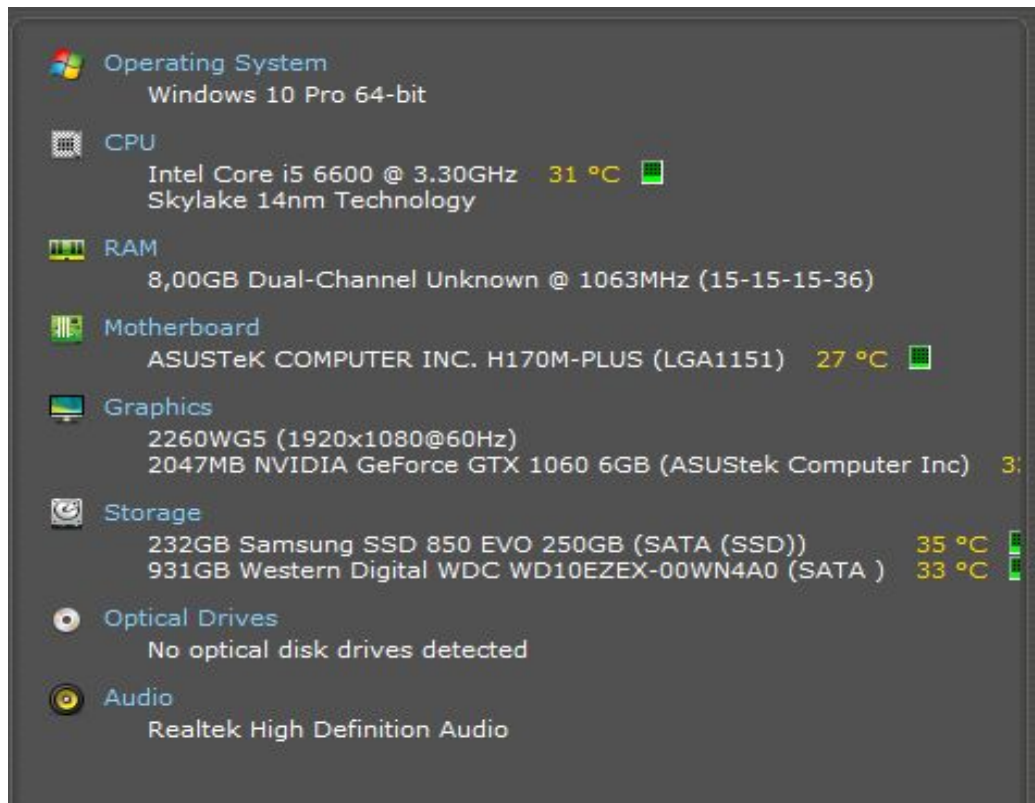 Operating System
Windows 10 Pro 64-bit
CPU
Intel Core i5 6600 @ 3.30GHz 31 °C
Skylake 14nm Technology
RAM
8,00GB Dual-Channel Unknown @ 1063MHz (15-15-15-36)
Motherboard
ASUSTeK COMPUTER INC. H170M-PLUS (LGA1151) 27 °C
Graphics
2260WG5 (1920x1080@60Hz)
2047MB NVIDIA GeForce GTX 1060 6GB (ASUStek Computer Inc)
Storage
232GB Samsung SSD 850 EVO 250GB (SATA (SSD)) 35 °C
931GB Western Digital WDC WD10EZEX-00WN4A0 (SATA ) 33 °C
Optical Drives
No optical disk drives detected
Audio
Realtek High Definition Audio